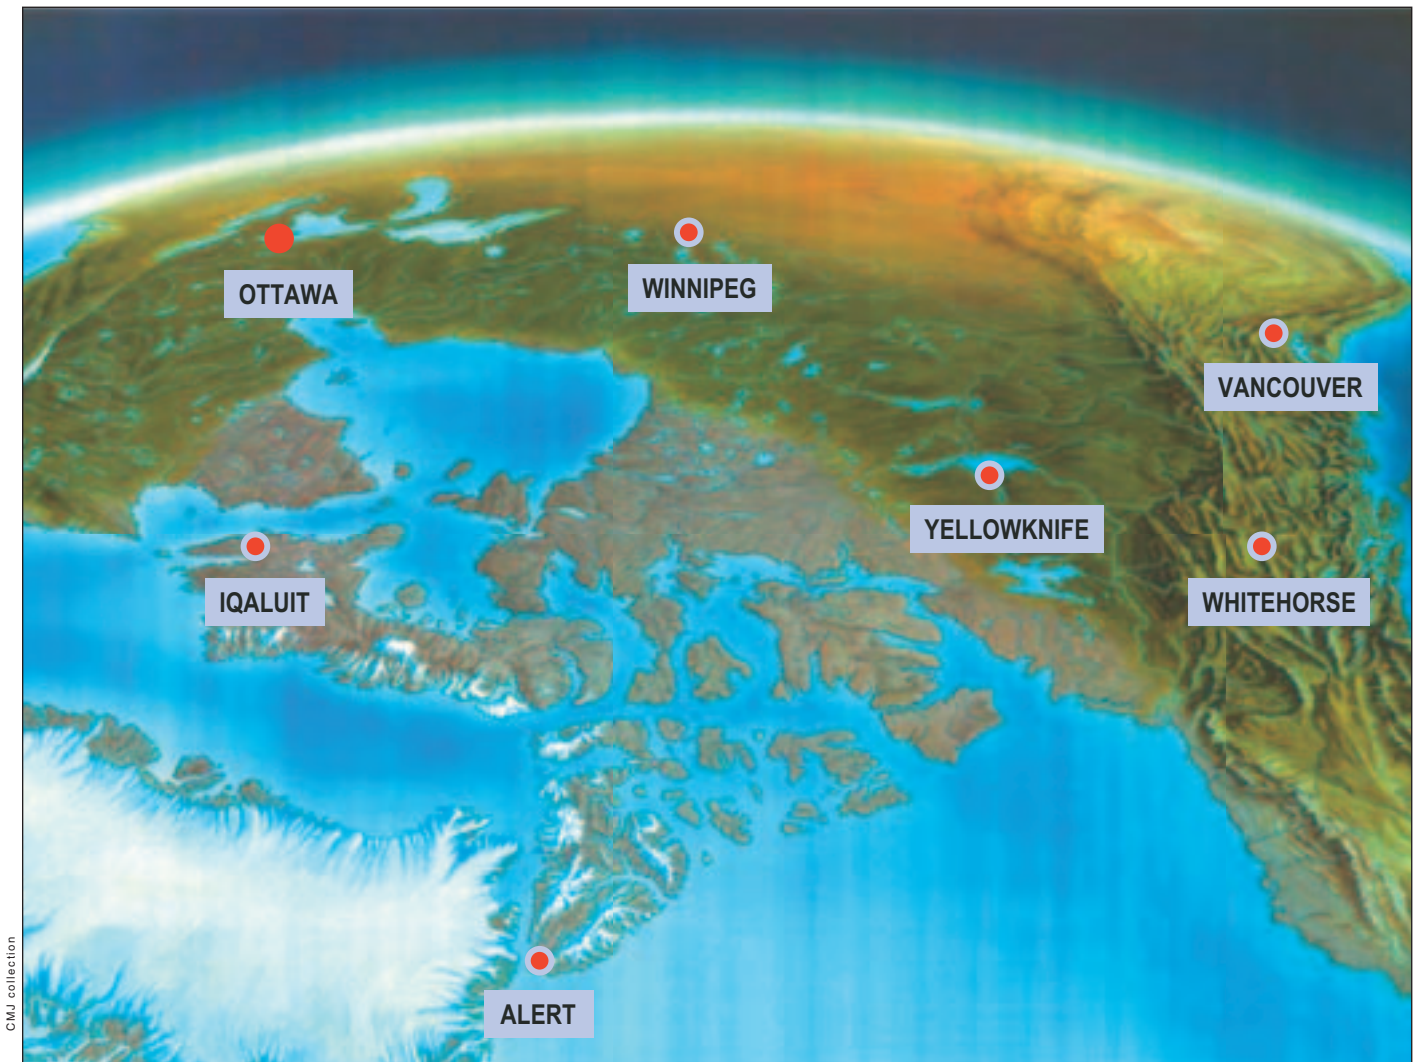 OTTAWA
WINNIPEG
VANCOUVER
YELLOWKNIFE
IQALUIT
WHITEHORSE
ALERT
CMJ collection